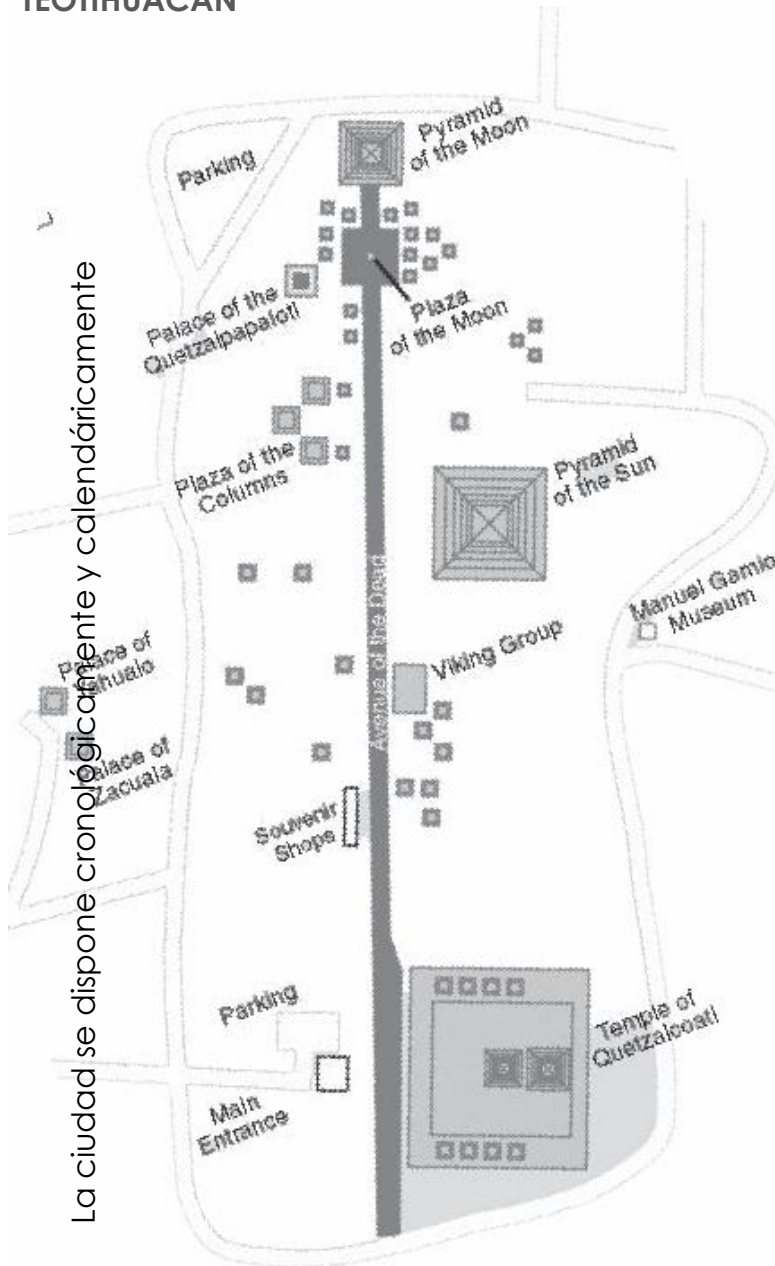 TEOTIHUACAN
Pyramid
of the Moon
Parking
Palace of the
Quetzalpapalotl
Plaza
of the Moon
Plaza of the
Columns
Pyramid
of the Sun
Manuel Gamio
Museum
Avenue of the Dead
Viking Group
Palace of
Palace of
Zacuala
Souvenir
Shops
Parking
Main
Entrance
Temple of
Quetzalcoatl
La ciudad se dispone cronológicamente y calendáricamente